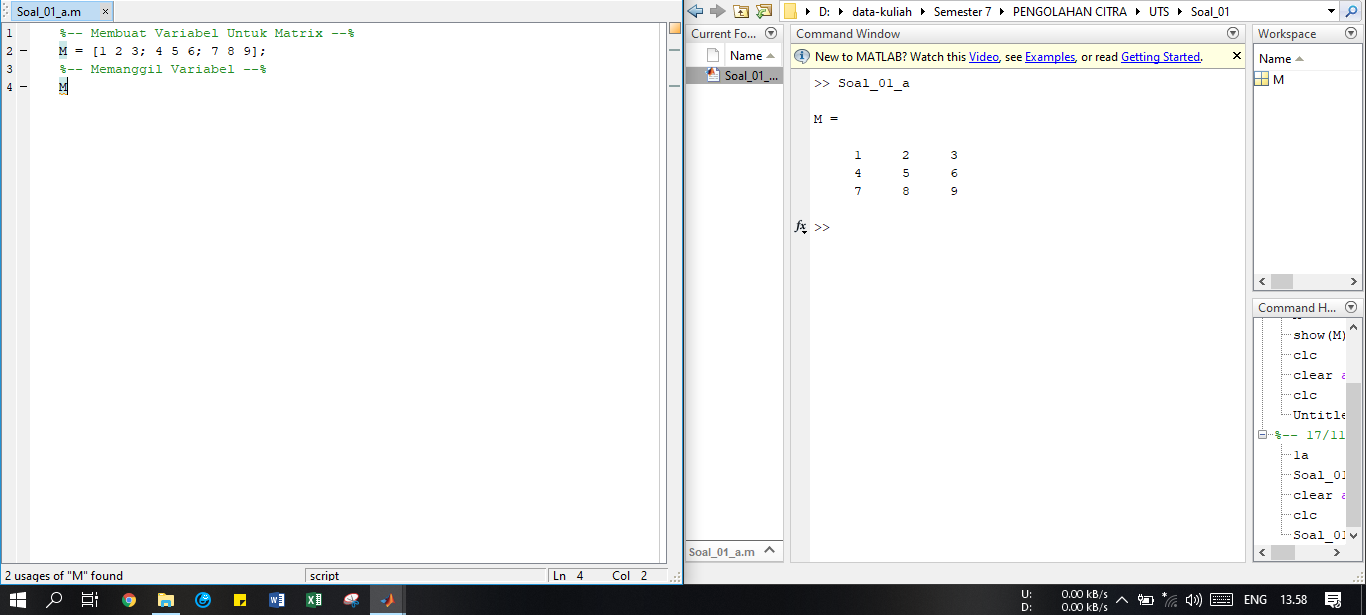 Soal_01_a.m ×
1 %-- Membuat Variabel Untuk Matrix --%
2 – M = [1 2 3; 4 5 6; 7 8 9];
3 %-- Memanggil Variabel --%
4 – M
2 usages of "M" found
script
Ln 4 Col 2
D: data-kuliah Semester 7 PENGOLAHAN CITRA UTS Soal_01
Current Fo...
Name
Soal_01_...
Soal_01_a.m
Command Window
New to MATLAB? Watch this Video, see Examples, or read Getting Started. ×
>> Soal_01_a
M =
1 2 3
4 5 6
7 8 9
fx >>
Workspace
Name
M
Command H...
show(M)
clc
clear a
clc
Untitle
%-- 17/11
1a
Soal_01
clear a
clc
Soal_01
U: 0.00 kB/s
D: 0.00 kB/s
ENG 13.58